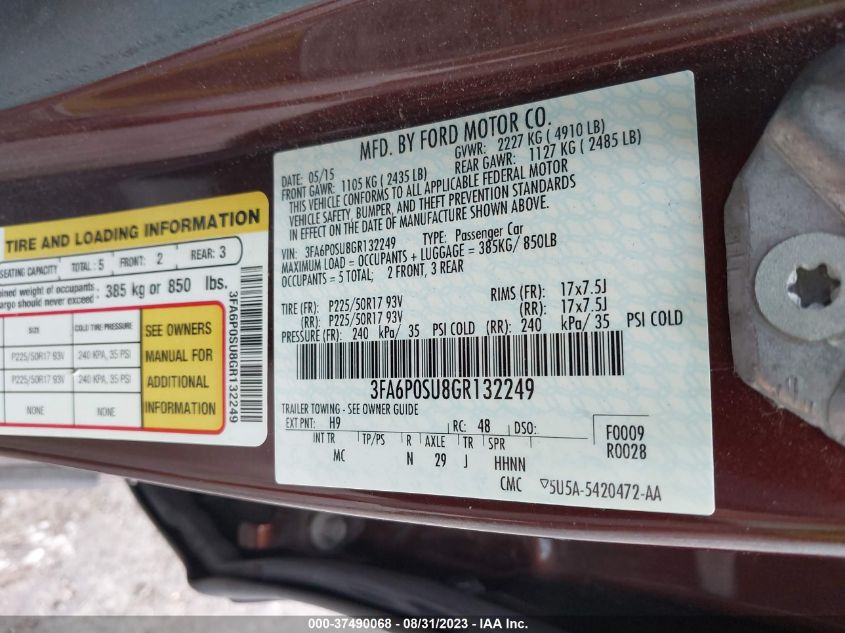 TIRE AND LOADING INFORMATION
SEATING CAPACITY TOTAL: 5 FRONT: 2 REAR: 3
ined weight of occupants
argo should never exceed : 385 kg or 850 lbs.
SIZE COLD TIRE PRESSURE
P225/50R17 93V 240 KPA, 35 PSI
P225/50R17 93V 240 KPA, 35 PSI
NONE NONE
SEE OWNERS
MANUAL FOR
ADDITIONAL
INFORMATION
3FA6P0SU8GR132249
MFD. BY FORD MOTOR CO.
DATE: 05/15 GVWR: 2227 KG ( 4910 LB)
FRONT GAWR: 1105 KG ( 2435 LB) REAR GAWR: 1127 KG ( 2485 LB)
THIS VEHICLE CONFORMS TO ALL APPLICABLE FEDERAL MOTOR
VEHICLE SAFETY, BUMPER, AND THEFT PREVENTION STANDARDS
IN EFFECT ON THE DATE OF MANUFACTURE SHOWN ABOVE.
VIN: 3FA6P0SU8GR132249 TYPE: Passenger Car
MAXIMUM LOAD = OCCUPANTS + LUGGAGE = 385KG/ 850LB
OCCUPANTS = 5 TOTAL; 2 FRONT, 3 REAR
TIRE (FR): P225/50R17 93V RIMS (FR): 17x7.5J
(RR): P225/50R17 93V (RR): 17x7.5J
PRESSURE (FR): 240 kPa/ 35 PSI COLD (RR): 240 kPa/ 35 PSI COLD
3FA6P0SU8GR132249
TRAILER TOWING - SEE OWNER GUIDE
EXT PNT: H9 RC: 48 DSO: F0009
R0028
INT TR TP/PS R AXLE TR SPR
MC N 29 J HHNN
CMC ▽5U5A-5420472-AA
000-37490068 - 08/31/2023 - © Auctions, Inc.